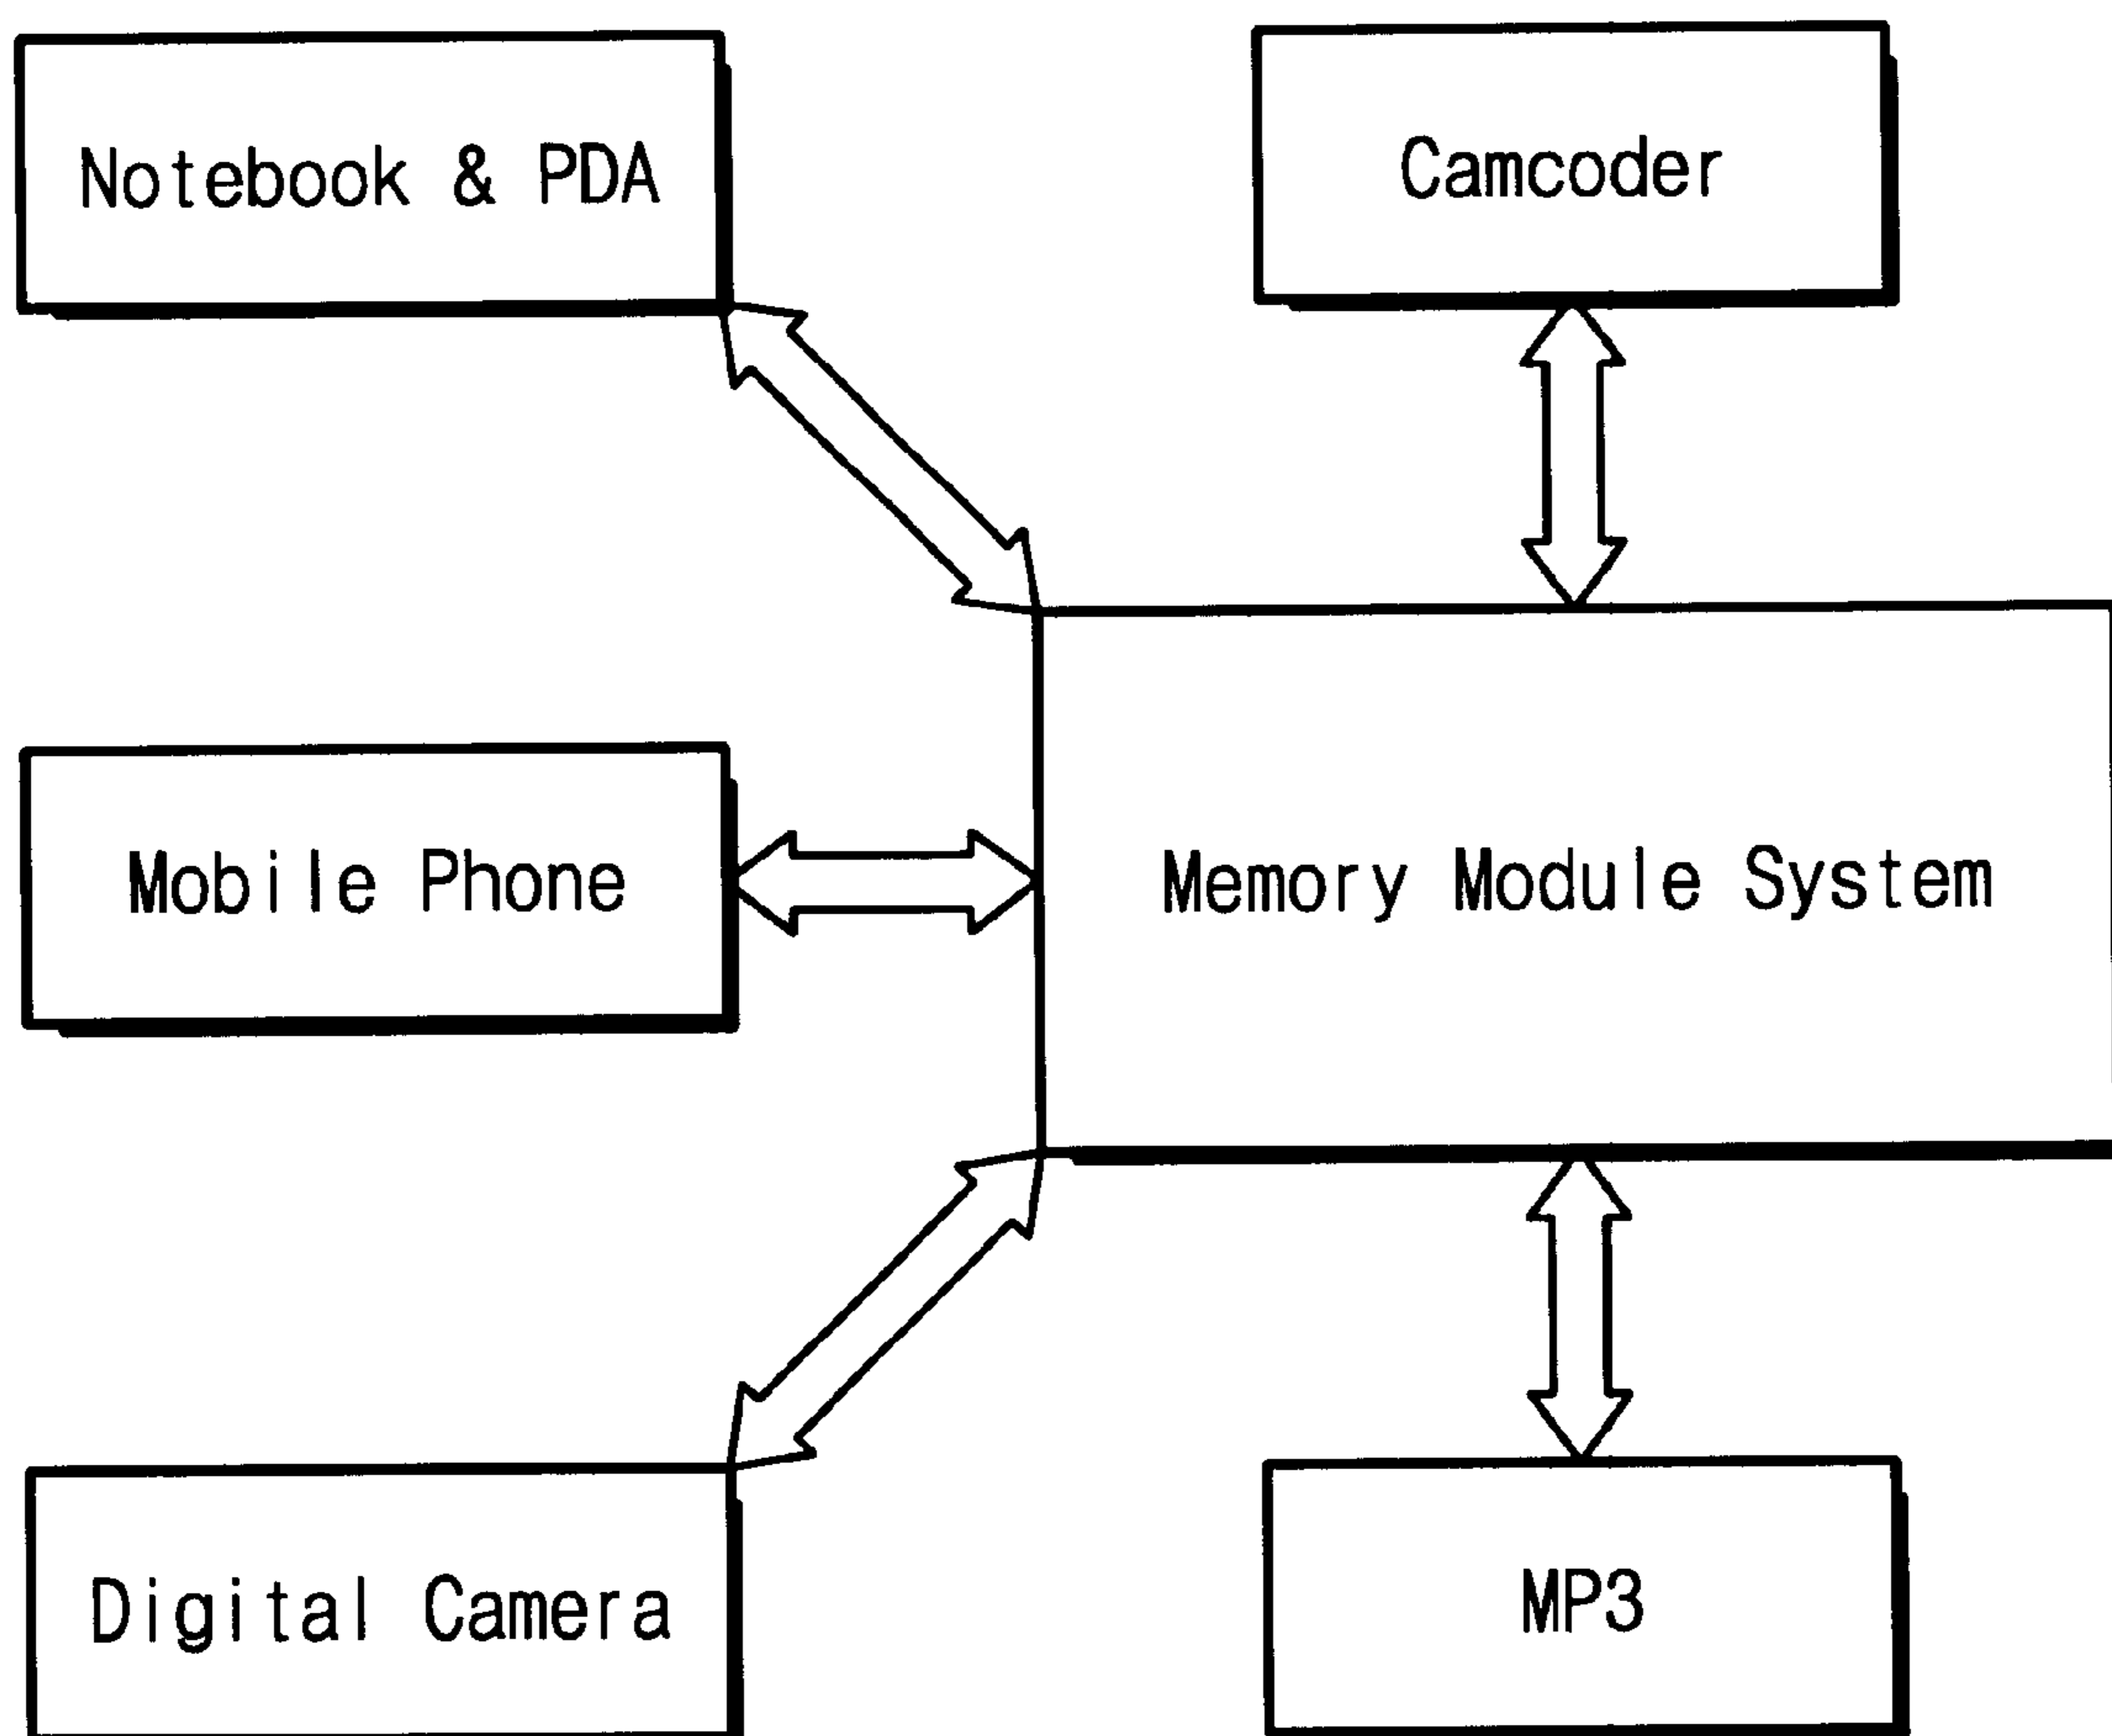 Notebook & PDA
Camcoder
Mobile Phone
Memory Module System
Digital Camera
MP3